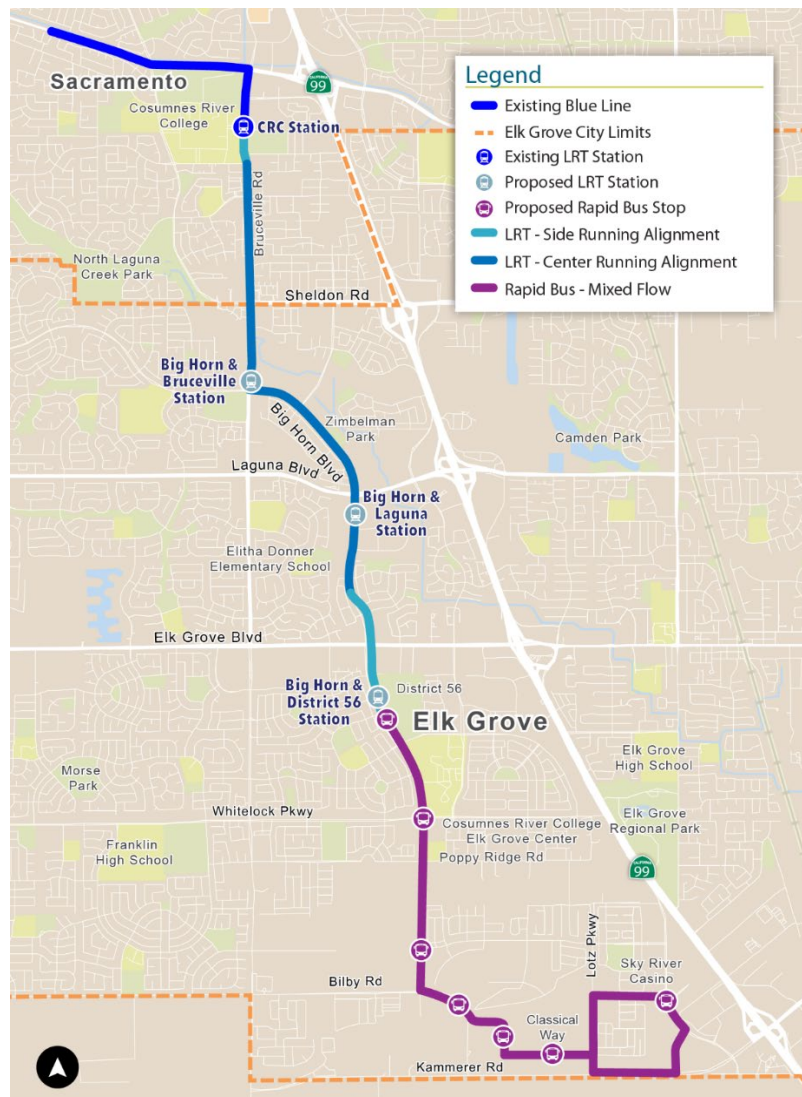 Sacramento
CALIFORNIA
99
Cosumnes River
College
CRC Station
Bruceville Rd
Legend
Existing Blue Line
Elk Grove City Limits
Existing LRT Station
Proposed LRT Station
Proposed Rapid Bus Stop
LRT - Side Running Alignment
LRT - Center Running Alignment
Rapid Bus - Mixed Flow
North Laguna
Creek Park
Sheldon Rd
Big Horn &
Bruceville
Station
Big Horn Blvd
Zimbelman
Park
Camden Park
Laguna Blvd
Big Horn &
Laguna
Station
Elitha Donner
Elementary School
Elk Grove Blvd
Big Horn &
District 56
Station
District 56
Elk Grove
Elk Grove
High School
Morse
Park
Whitelock Pkwy
Cosumnes River College
Elk Grove Center
Elk Grove
Regional Park
Franklin
High School
Poppy Ridge Rd
CALIFORNIA
99
Lotz Pkwy
Sky River
Casino
Bilby Rd
Classical
Way
Kammerer Rd